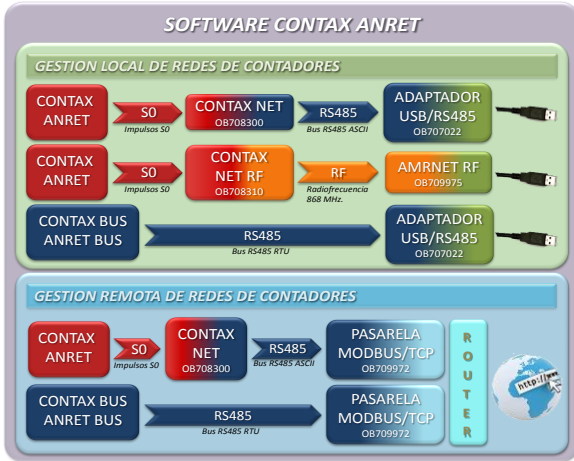 SOFTWARE CONTAX ANRET
GESTION LOCAL DE REDES DE CONTADORES
CONTAX
ANRET
S0
Impulsos S0
CONTAX NET
OB708300
RS485
Bus RS485 ASCII
ADAPTADOR
USB/RS485
OB707022
CONTAX
ANRET
S0
Impulsos S0
CONTAX
NET RF
OB708310
RF
Radiofrecuencia
868 MHz.
AMRNET RF
OB709975
CONTAX BUS
ANRET BUS
RS485
Bus RS485 RTU
ADAPTADOR
USB/RS485
OB707022
GESTION REMOTA DE REDES DE CONTADORES
CONTAX
ANRET
S0
Impulsos S0
CONTAX
NET
OB708300
RS485
Bus RS485 ASCII
PASARELA
MODBUS/TCP
OB709972
CONTAX BUS
ANRET BUS
RS485
Bus RS485 RTU
PASARELA
MODBUS/TCP
OB709972
ROUTER
http://www